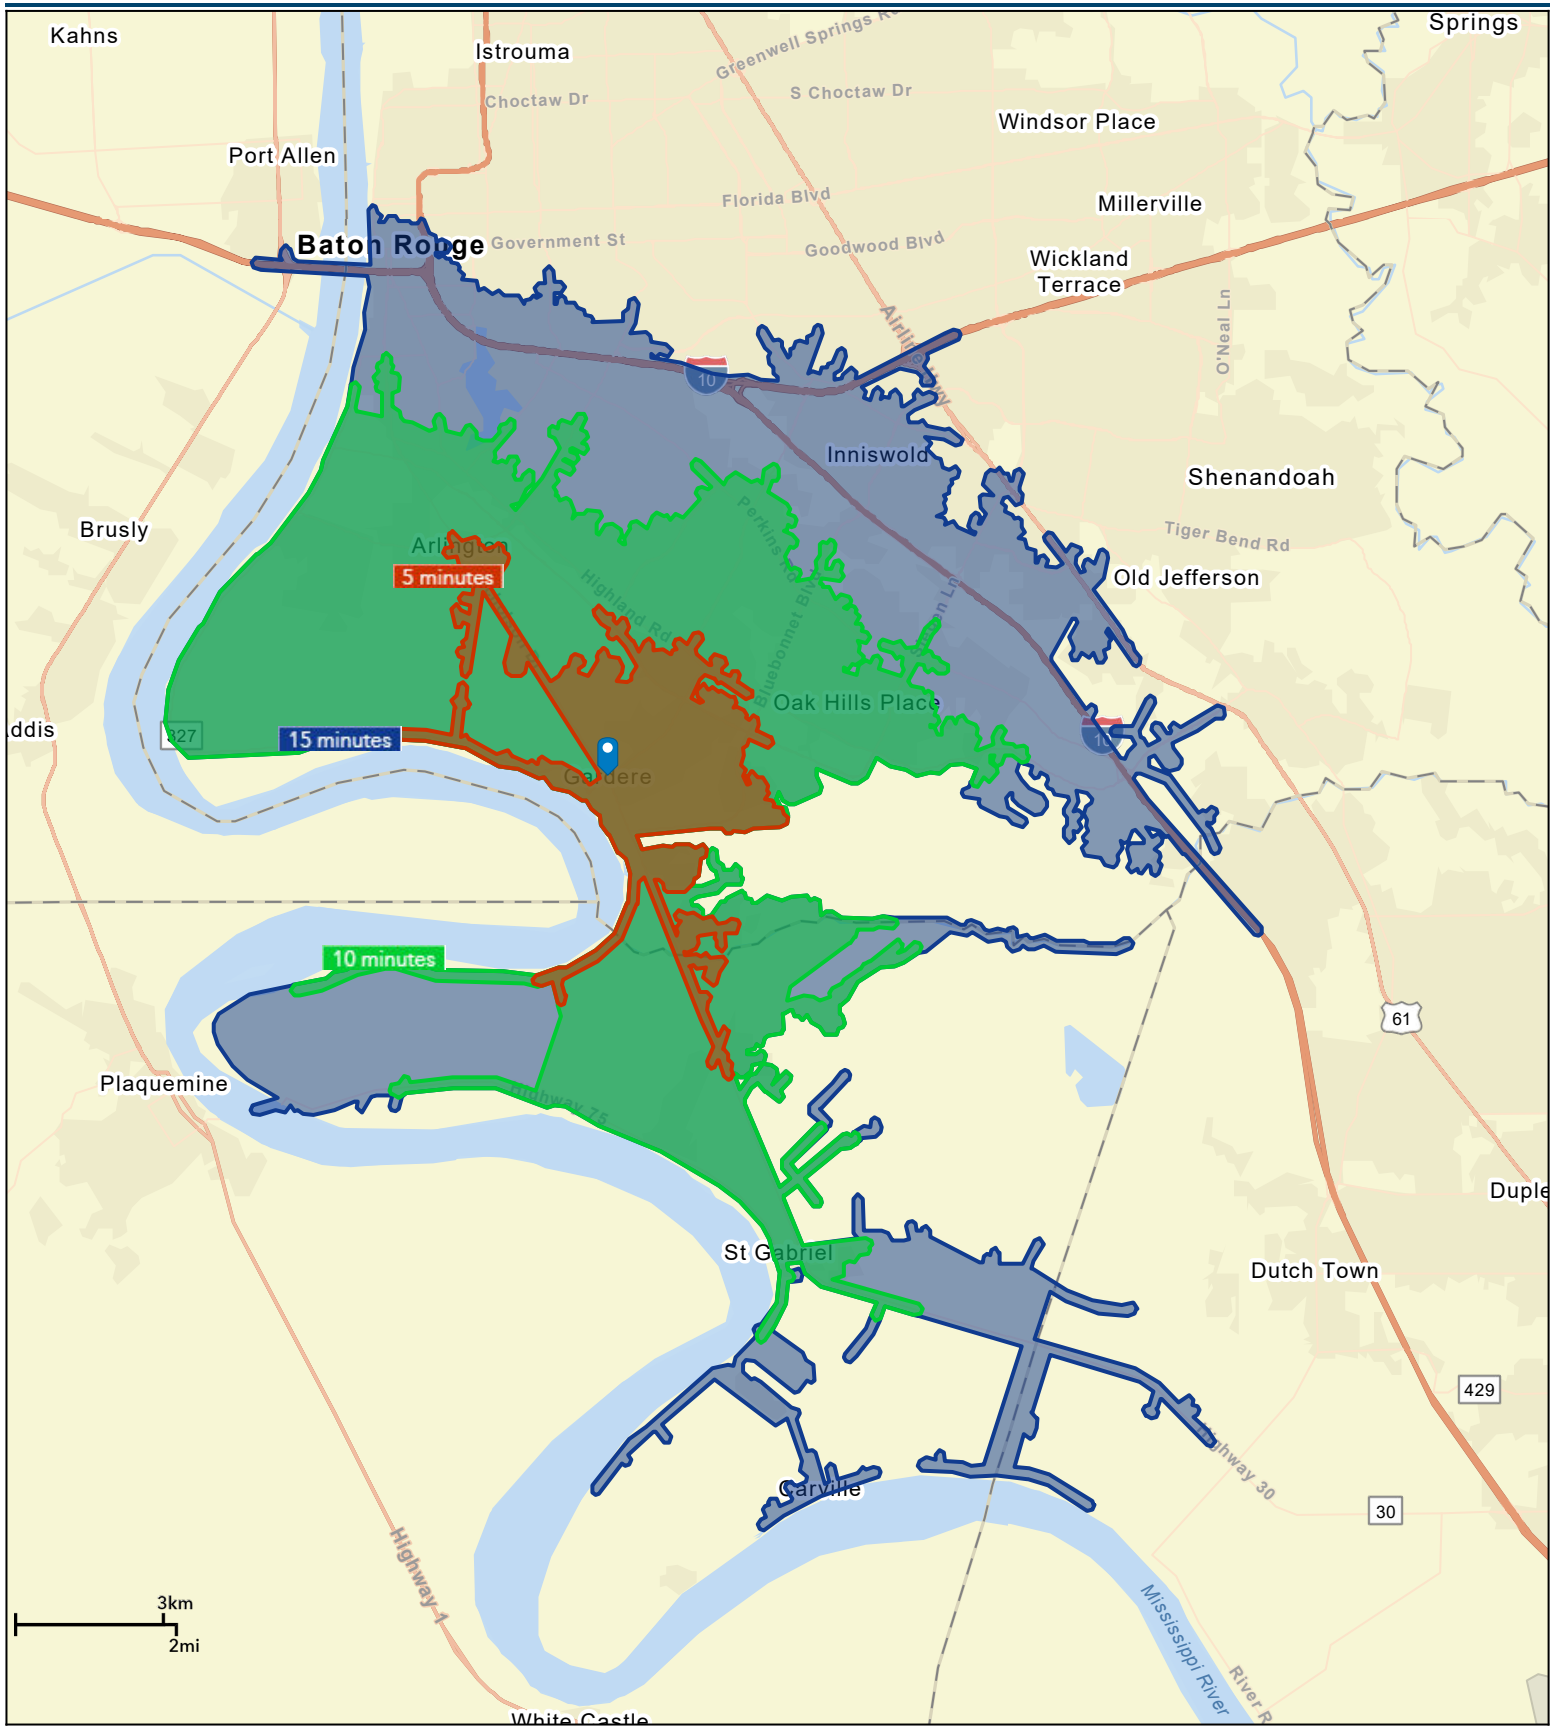 Kahns
Springs
Istrouma
Greenwell Springs R
Choctaw Dr
S Choctaw Dr
Windsor Place
Port Allen
Florida Blvd
Millerville
Baton Rouge
Government St
Goodwood Blvd
Wickland
Terrace
Airline Hwy
O'Neal Ln
10
Inniswold
Shenandoah
Perkins Rd
Brusly
Tiger Bend Rd
Arlington
5 minutes
Highland Rd
Bluebonnet Blvd
Old Jefferson
Oak Hills Place
ddis
327
15 minutes
10
Gardere
10 minutes
61
Plaquemine
Highway 75
Duple
St Gabriel
Dutch Town
429
Highway 30
Carville
30
Highway 1
3km
2mi
Mississippi River
River R
White Castle